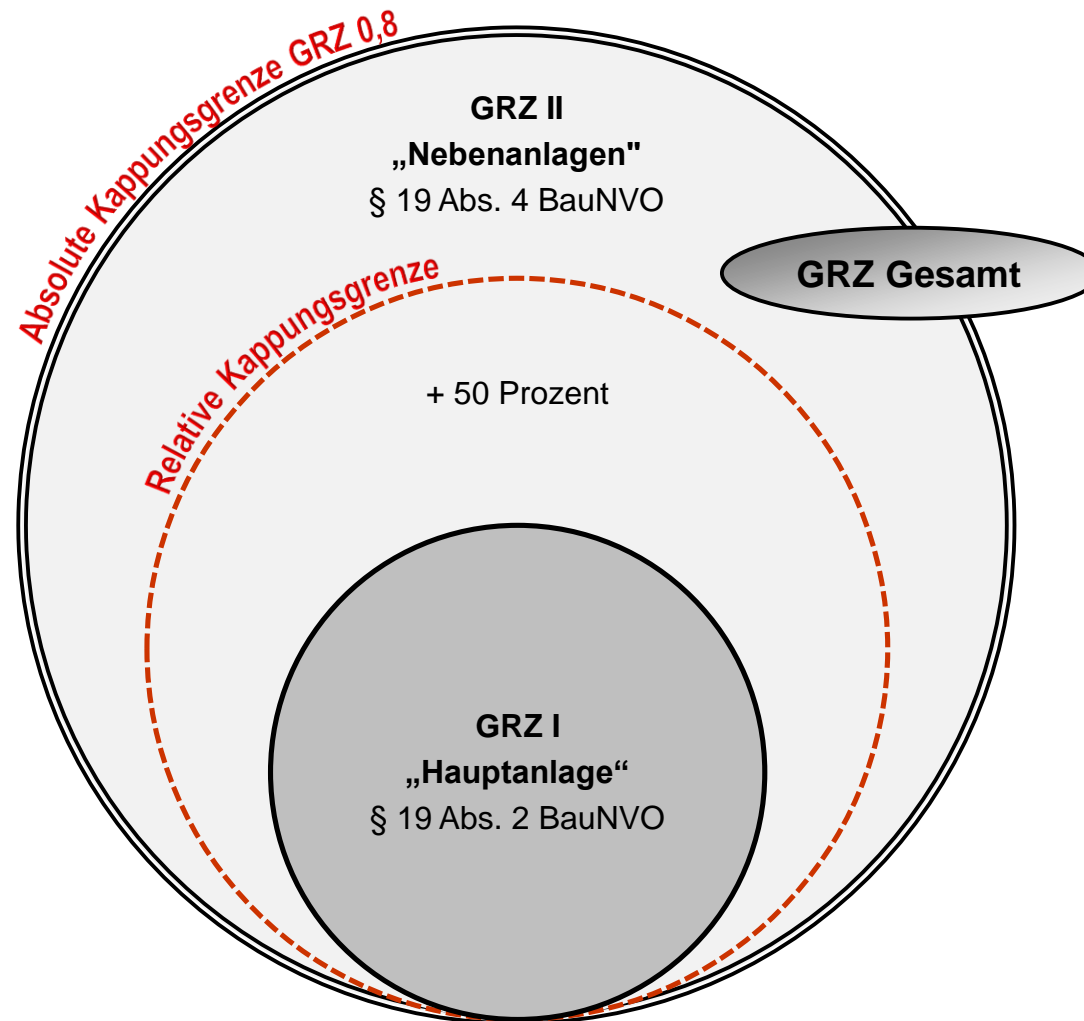 Absolute Kappungsgrenze GRZ 0,8
GRZ II
„Nebenanlagen"
§ 19 Abs. 4 BauNVO
GRZ Gesamt
Relative Kappungsgrenze
+ 50 Prozent
GRZ I
„Hauptanlage“
§ 19 Abs. 2 BauNVO